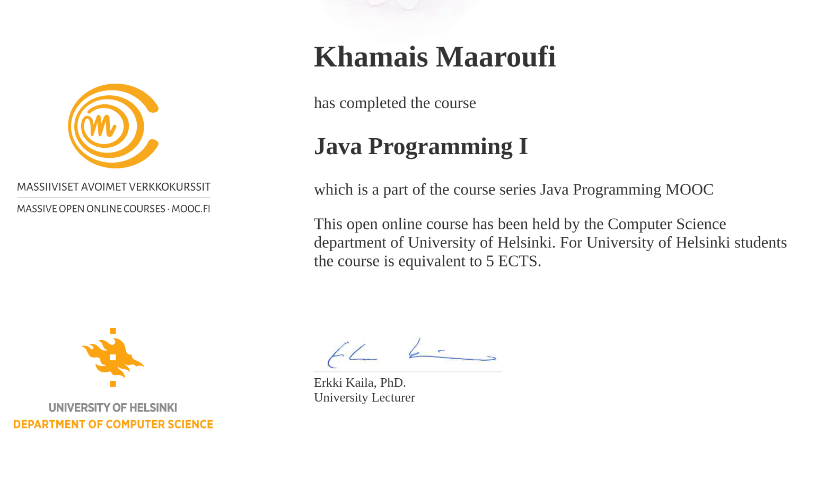 Khamais Maaroufi
has completed the course
Java Programming I
which is a part of the course series Java Programming MOOC
This open online course has been held by the Computer Science
department of University of Helsinki. For University of Helsinki students
the course is equivalent to 5 ECTS.
Erkki Kaila, PhD.
University Lecturer
m
MASSIIVISET AVOIMET VERKKOKURSSIT
MASSIVE OPEN ONLINE COURSES · MOOC.FI
UNIVERSITY OF HELSINKI
DEPARTMENT OF COMPUTER SCIENCE